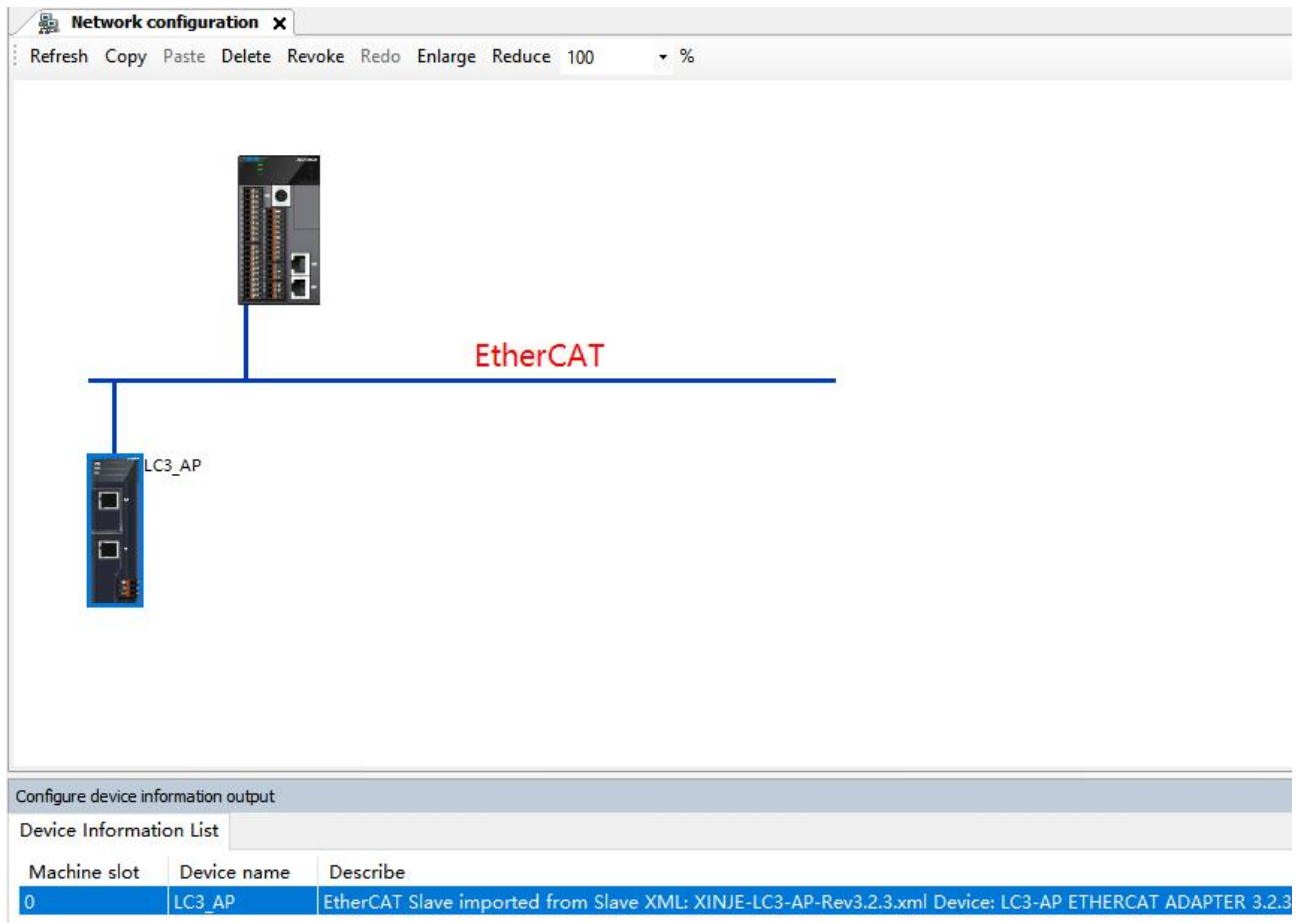 Network configuration x
Refresh Copy Paste Delete Revoke Redo Enlarge Reduce 100 %
EtherCAT
LC3_AP
Configure device information output
Device Information List
Machine slot Device name Describe
0 LC3_AP EtherCAT Slave imported from Slave XML: XINJE-LC3-AP-Rev3.2.3.xml Device: LC3-AP ETHERCAT ADAPTER 3.2.3